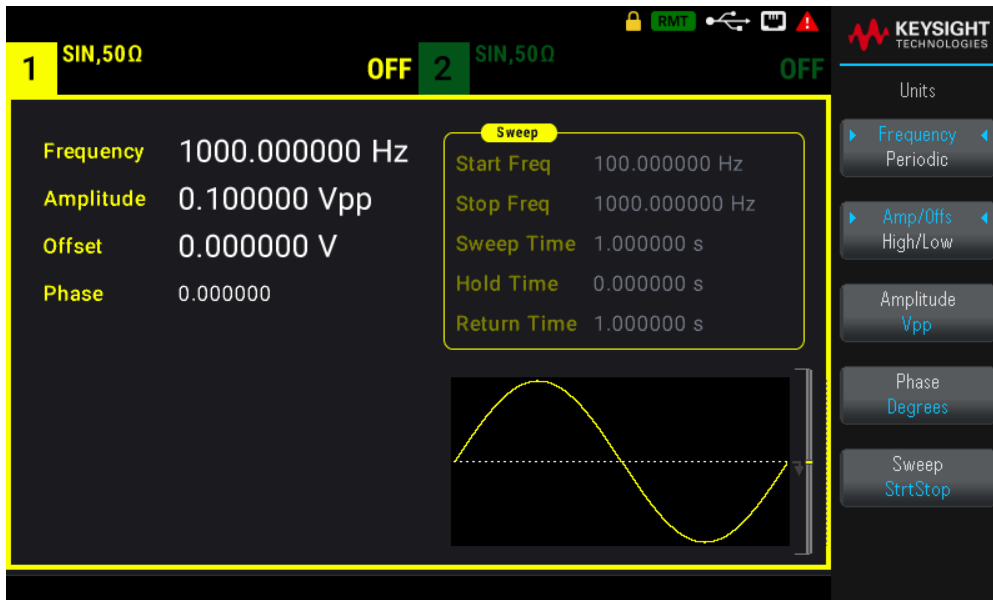 RMT
KEYSIGHT
TECHNOLOGIES
1 SIN,50Ω OFF
2 SIN,50Ω OFF
Units
Frequency 1000.000000 Hz
Amplitude 0.100000 Vpp
Offset 0.000000 V
Phase 0.000000
Sweep
Start Freq 100.000000 Hz
Stop Freq 1000.000000 Hz
Sweep Time 1.000000 s
Hold Time 0.000000 s
Return Time 1.000000 s
Frequency
Periodic
Amp/Offs
High/Low
Amplitude
Vpp
Phase
Degrees
Sweep
StrtStop